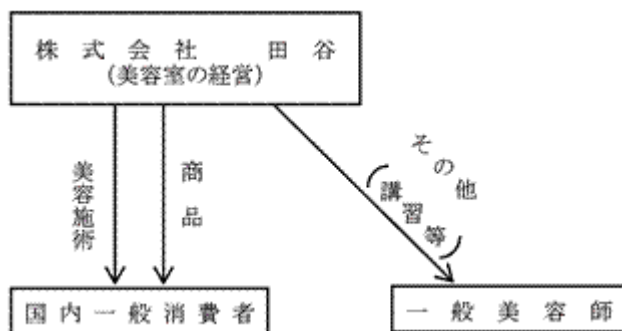 株式会社 田谷
(美容室の経営)
美容施術
商品
その他
(講習等)
国内一般消費者
一般美容師